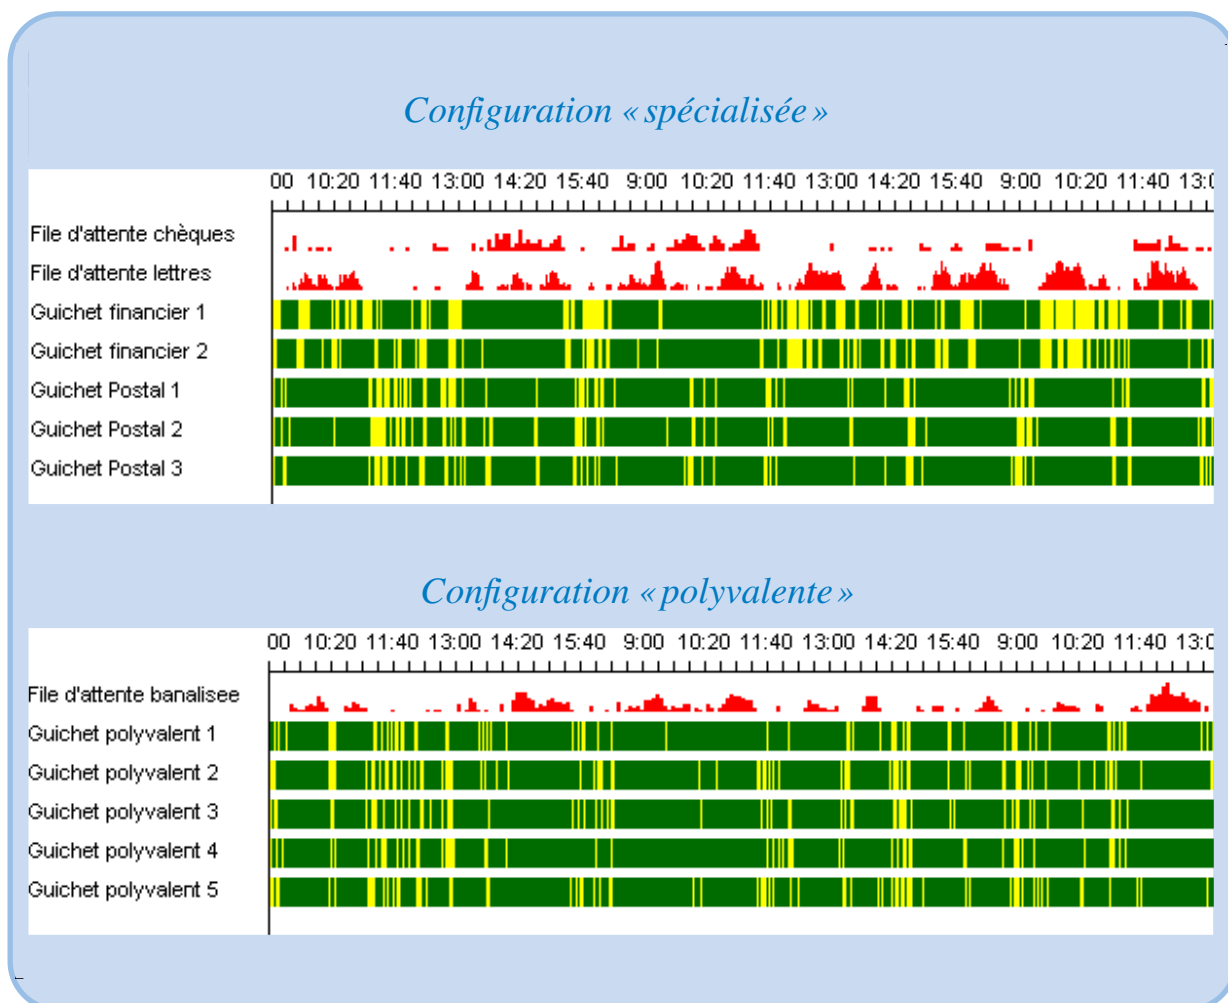 Configuration « spécialisée »
00 10:20 11:40 13:00 14:20 15:40 9:00 10:20 11:40 13:00 14:20 15:40 9:00 10:20 11:40 13:0
File d'attente chèques
File d'attente lettres
Guichet financier 1
Guichet financier 2
Guichet Postal 1
Guichet Postal 2
Guichet Postal 3
Configuration « polyvalente »
00 10:20 11:40 13:00 14:20 15:40 9:00 10:20 11:40 13:00 14:20 15:40 9:00 10:20 11:40 13:0
File d'attente banalisee
Guichet polyvalent 1
Guichet polyvalent 2
Guichet polyvalent 3
Guichet polyvalent 4
Guichet polyvalent 5